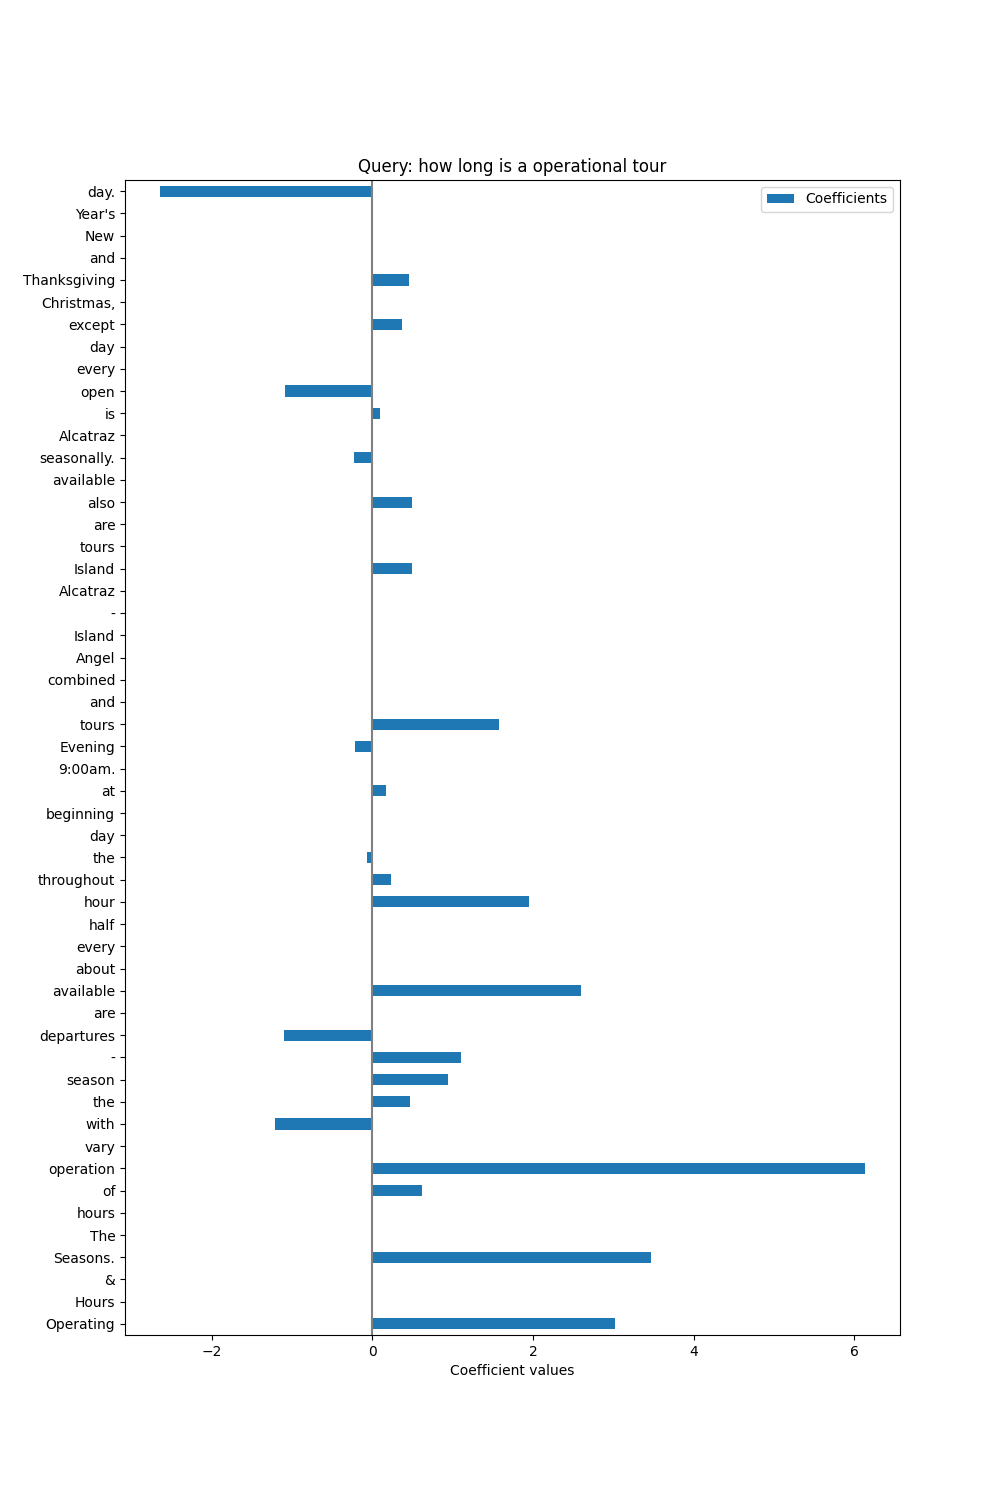 Query: how long is a operational tour
Coefficients
day.
Year's
New
and
Thanksgiving
Christmas,
except
day
every
open
is
Alcatraz
seasonally.
available
also
are
tours
Island
Alcatraz
-
Island
Angel
combined
and
tours
Evening
9:00am.
at
beginning
day
the
throughout
hour
half
every
about
available
are
departures
-
season
the
with
vary
operation
of
hours
The
Seasons.
&
Hours
Operating
−2 0 2 4 6
Coefficient values